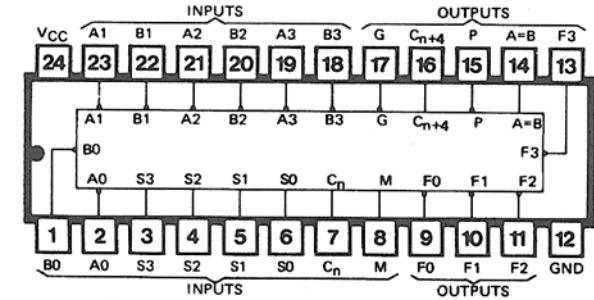 INPUTS OUTPUTS
VCC A1 B1 A2 B2 A3 B3 G Cn+4 P A=B F3
24 23 22 21 20 19 18 17 16 15 14 13
A1 B1 A2 B2 A3 B3 G Cn+4 P A=B
B0 F3
A0 S3 S2 S1 S0 Cn M F0 F1 F2
1 2 3 4 5 6 7 8 9 10 11 12
B0 A0 S3 S2 S1 S0 Cn M F0 F1 F2 GND
INPUTS OUTPUTS